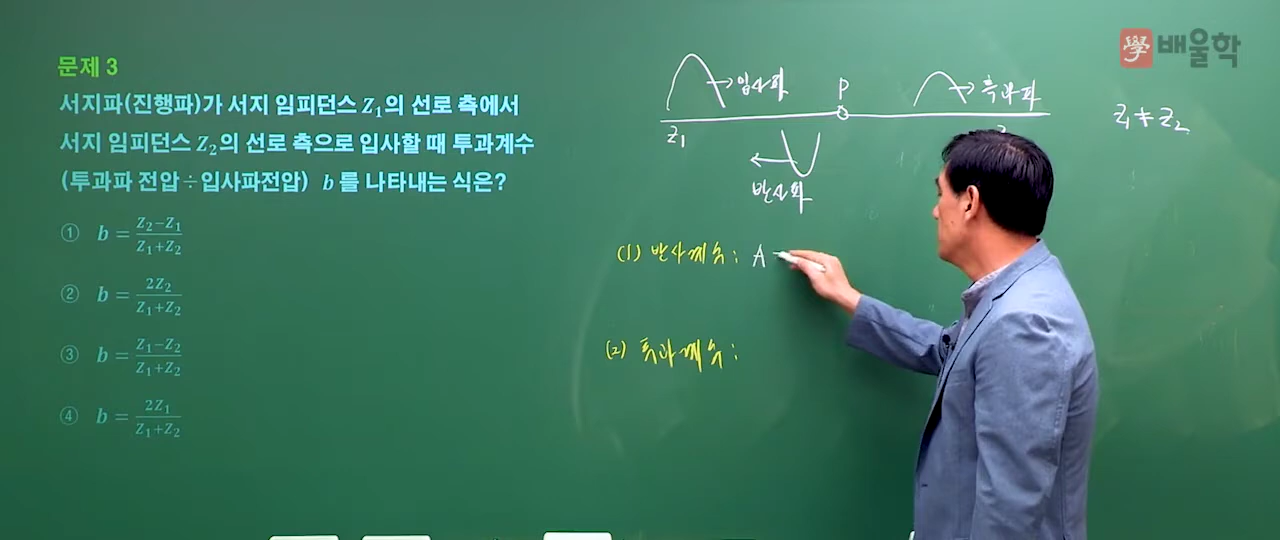 學 배울학
문제 3
서지파(진행파)가 서지 임피던스 Z₁의 선로 측에서
서지 임피던스 Z₂의 선로 측으로 입사할 때 투과계수
(투과파 전압÷입사파전압) b 를 나타내는 식은?
① b = (Z₂−Z₁)/(Z₁+Z₂)
② b = 2Z₂/(Z₁+Z₂)
③ b = (Z₁−Z₂)/(Z₁+Z₂)
④ b = 2Z₁/(Z₁+Z₂)
입사파
P
투과파
Z₁
Z₁ ≠ Z₂
반사파
(1) 반사계수 : A
(2) 투과계수 :